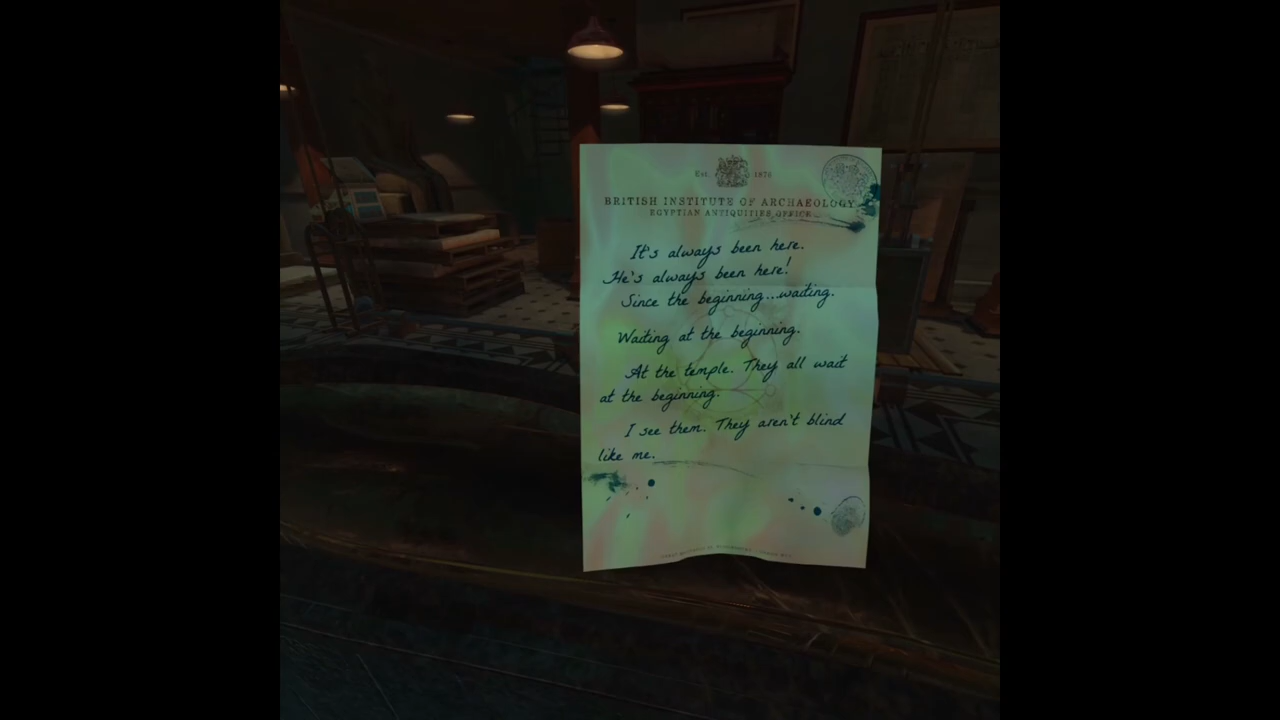 Est. 1870
BRITISH INSTITUTE OF ARCHAEOLOGY
EGYPTIAN ANTIQUITIES OFFICE
It's always been here.
He's always been here!
Since the beginning...waiting.
Waiting at the beginning.
At the temple. They all wait
at the beginning.
I see them. They aren't blind
like me.